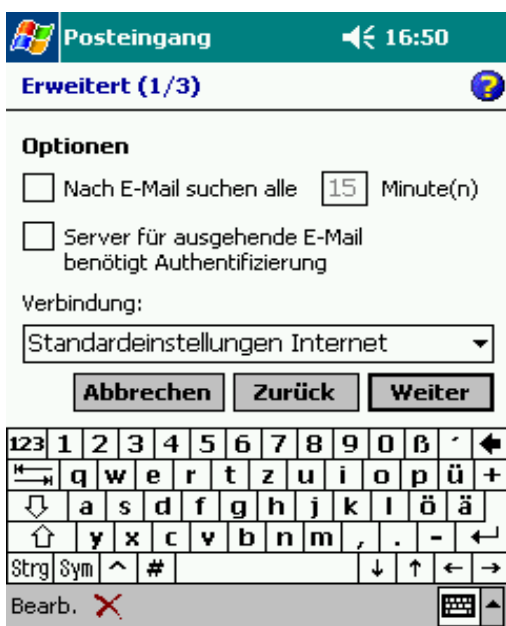 Posteingang 16:50
Erweitert (1/3)
Optionen
Nach E-Mail suchen alle 15 Minute(n)
Server für ausgehende E-Mail
benötigt Authentifizierung
Verbindung:
Standardeinstellungen Internet
Abbrechen Zurück Weiter
123 1 2 3 4 5 6 7 8 9 0 ß ´
q w e r t z u i o p ü +
a s d f g h j k l ö ä
y x c v b n m , . -
Strg Sym ^ #
Bearb.